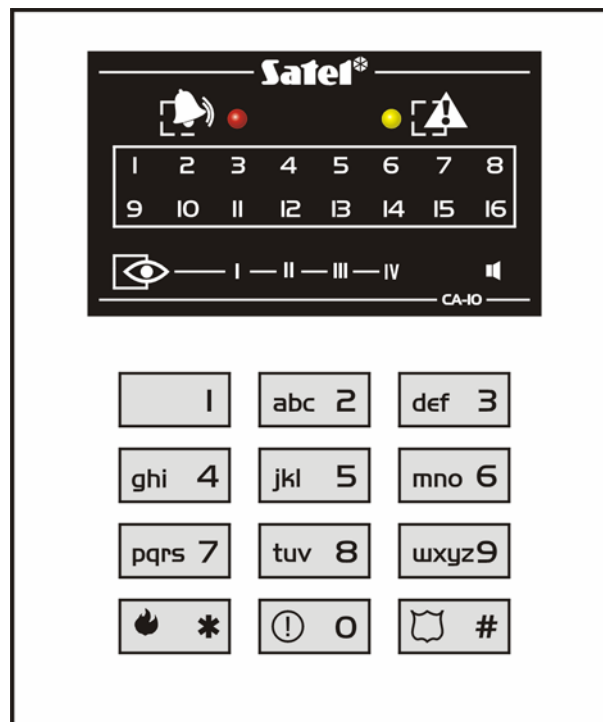 Satel
1 2 3 4 5 6 7 8
9 10 11 12 13 14 15 16
I II III IV
CA-10
1 abc 2 def 3
ghi 4 jkl 5 mno 6
pqrs 7 tuv 8 wxyz 9
* ! 0 #